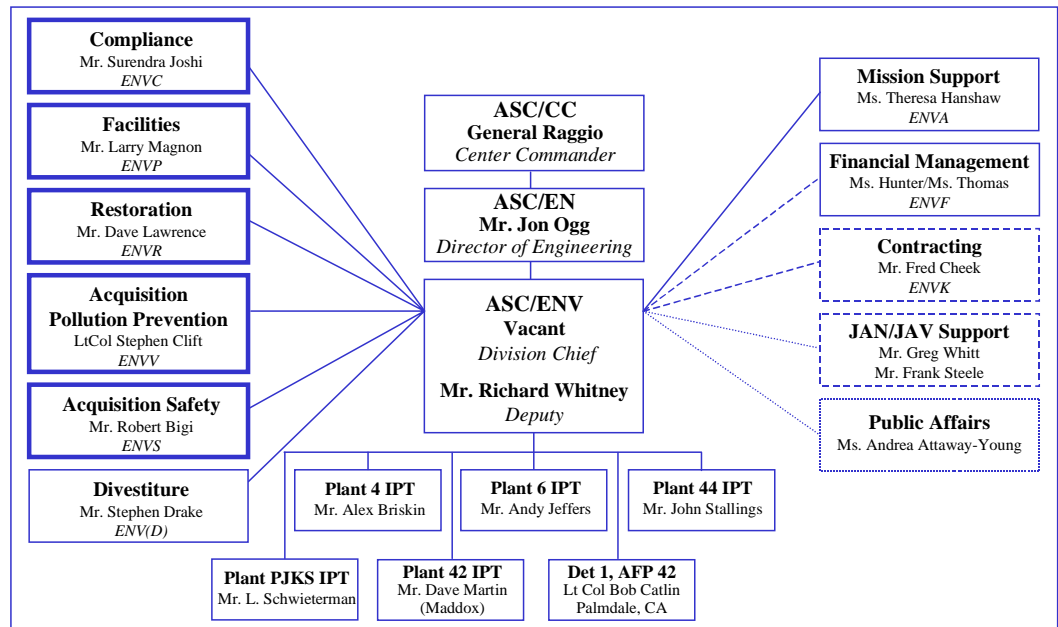 Compliance
Mr. Surendra Joshi
ENVC
Facilities
Mr. Larry Magnon
ENVP
Restoration
Mr. Dave Lawrence
ENVR
Acquisition
Pollution Prevention
LtCol Stephen Clift
ENVV
Acquisition Safety
Mr. Robert Bigi
ENVS
Divestiture
Mr. Stephen Drake
ENV(D)
ASC/CC
General Raggio
Center Commander
ASC/EN
Mr. Jon Ogg
Director of Engineering
ASC/ENV
Vacant
Division Chief
Mr. Richard Whitney
Deputy
Mission Support
Ms. Theresa Hanshaw
ENVA
Financial Management
Ms. Hunter/Ms. Thomas
ENVF
Contracting
Mr. Fred Cheek
ENVK
JAN/JAV Support
Mr. Greg Whitt
Mr. Frank Steele
Public Affairs
Ms. Andrea Attaway-Young
Plant 4 IPT
Mr. Alex Briskin
Plant 6 IPT
Mr. Andy Jeffers
Plant 44 IPT
Mr. John Stallings
Plant PJKS IPT
Mr. L. Schwieterman
Plant 42 IPT
Mr. Dave Martin
(Maddox)
Det 1, AFP 42
Lt Col Bob Catlin
Palmdale, CA